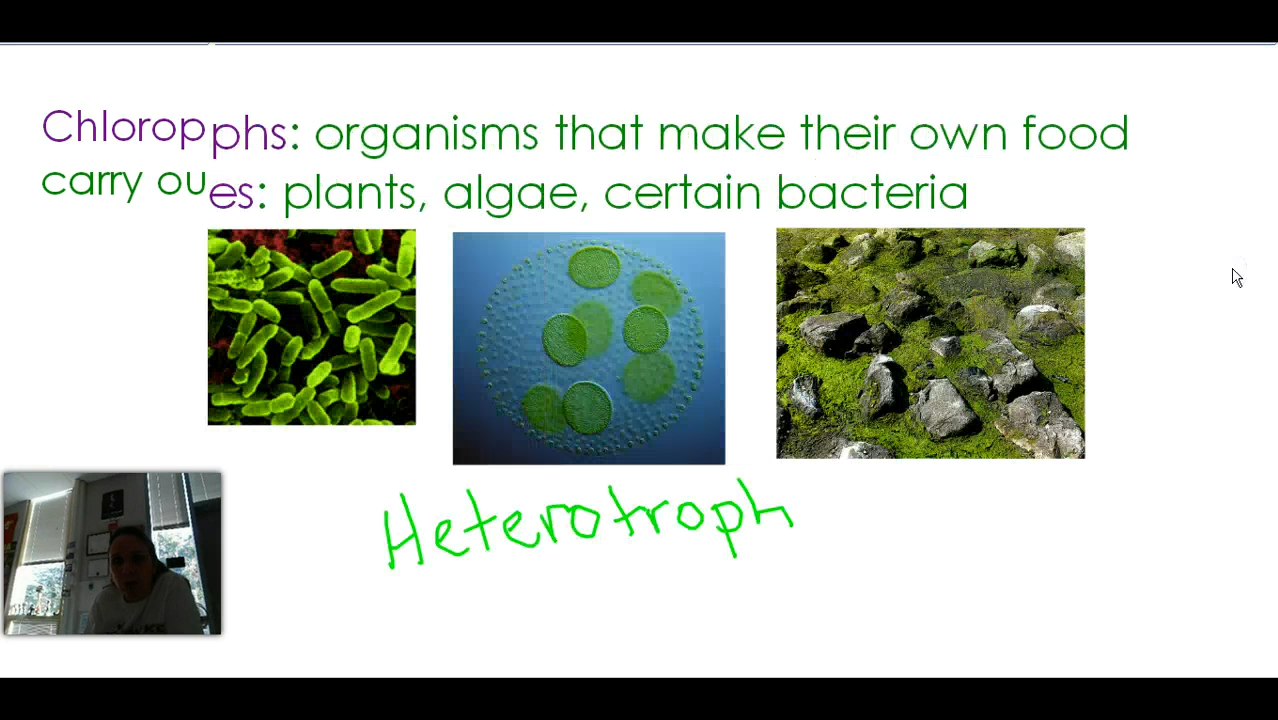 Chlorop phs: organisms that make their own food
carry ou es: plants, algae, certain bacteria
Heterotroph